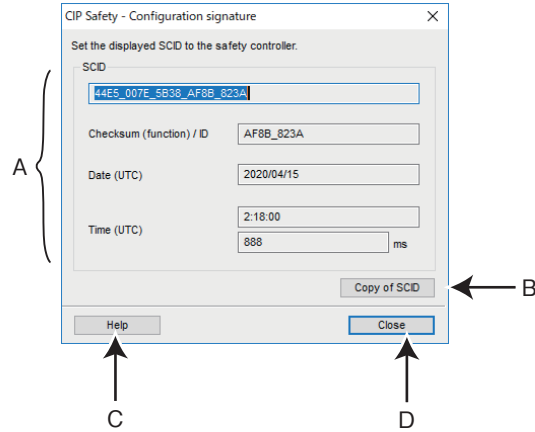 CIP Safety - Configuration signature
Set the displayed SCID to the safety controller.
SCID
44E5_007E_5B38_AF8B_823A
A
Checksum (function) / ID AF8B_823A
Date (UTC) 2020/04/15
Time (UTC) 2:18:00
888 ms
Copy of SCID B
Help Close
C D